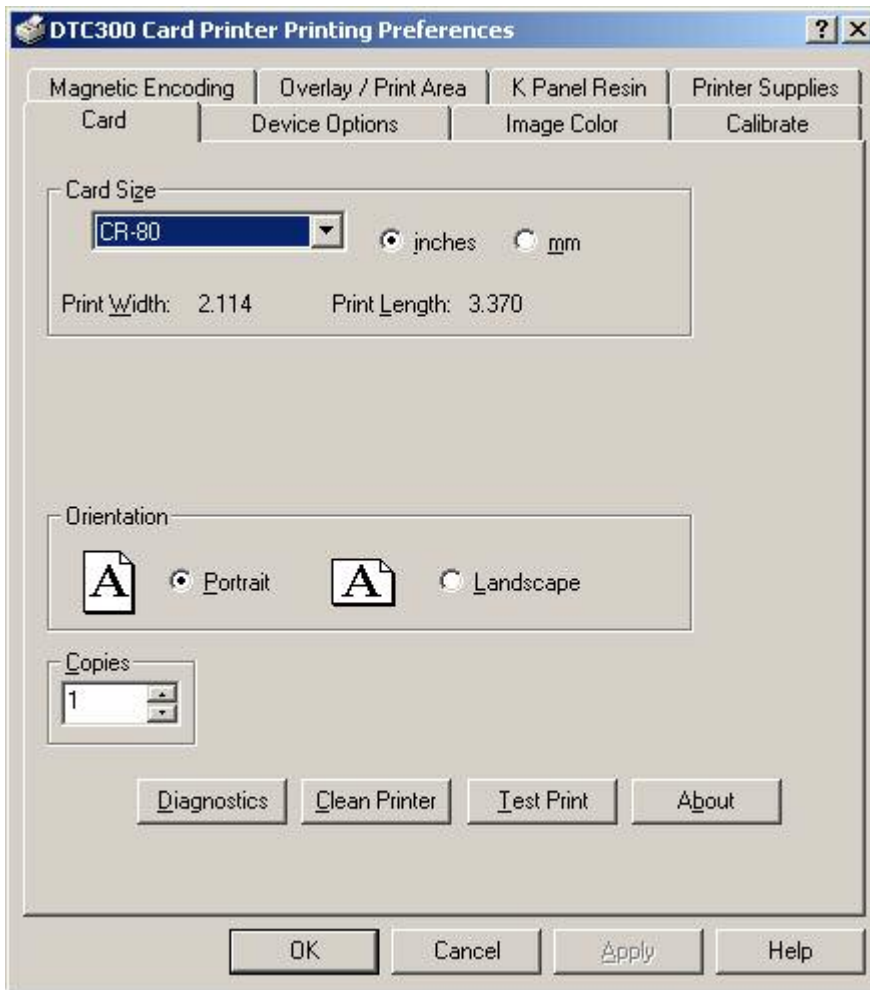 DTC300 Card Printer Printing Preferences
Magnetic Encoding Overlay / Print Area K Panel Resin Printer Supplies
Card Device Options Image Color Calibrate
Card Size
CR-80 inches mm
Print Width: 2.114 Print Length: 3.370
Orientation
A Portrait A Landscape
Copies
1
Diagnostics Clean Printer Test Print About
OK Cancel Apply Help